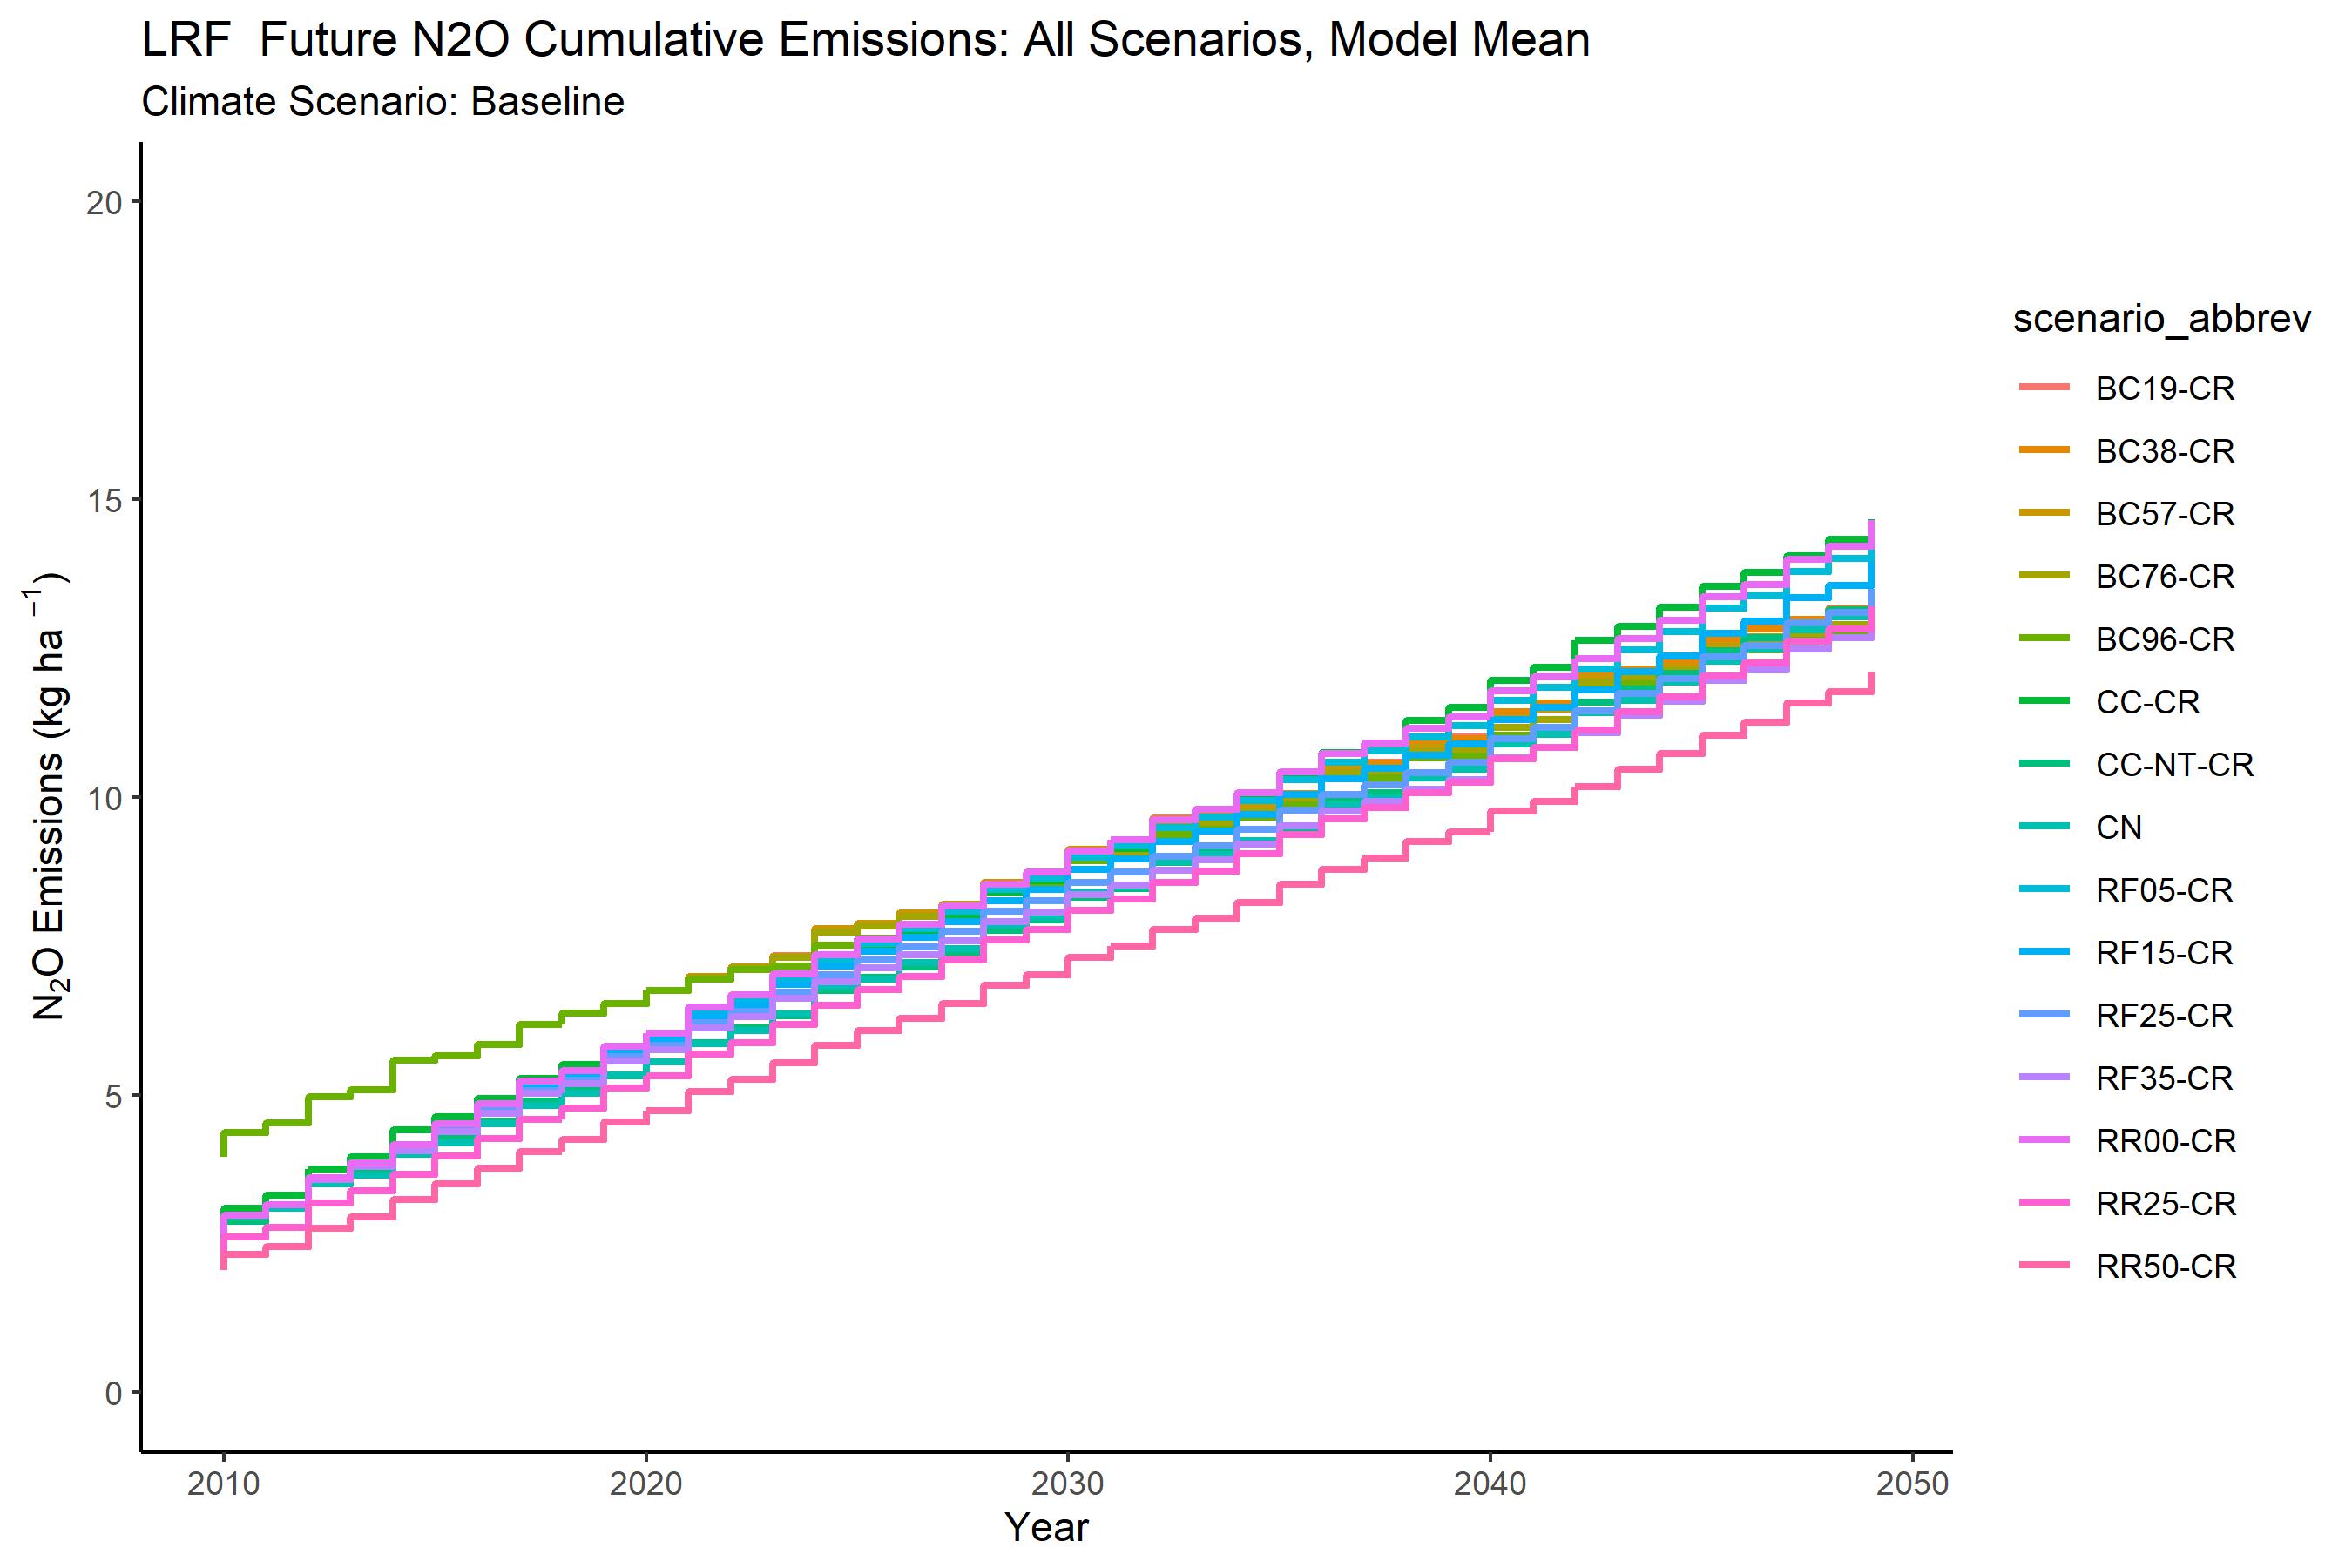 LRF  Future N2O Cumulative Emissions: All Scenarios, Model Mean
Climate Scenario: Baseline
N₂O Emissions (kg ha ⁻¹)
20
15
10
5
0
2010
2020
2030
2040
2050
Year
scenario_abbrev
BC19-CR
BC38-CR
BC57-CR
BC76-CR
BC96-CR
CC-CR
CC-NT-CR
CN
RF05-CR
RF15-CR
RF25-CR
RF35-CR
RR00-CR
RR25-CR
RR50-CR